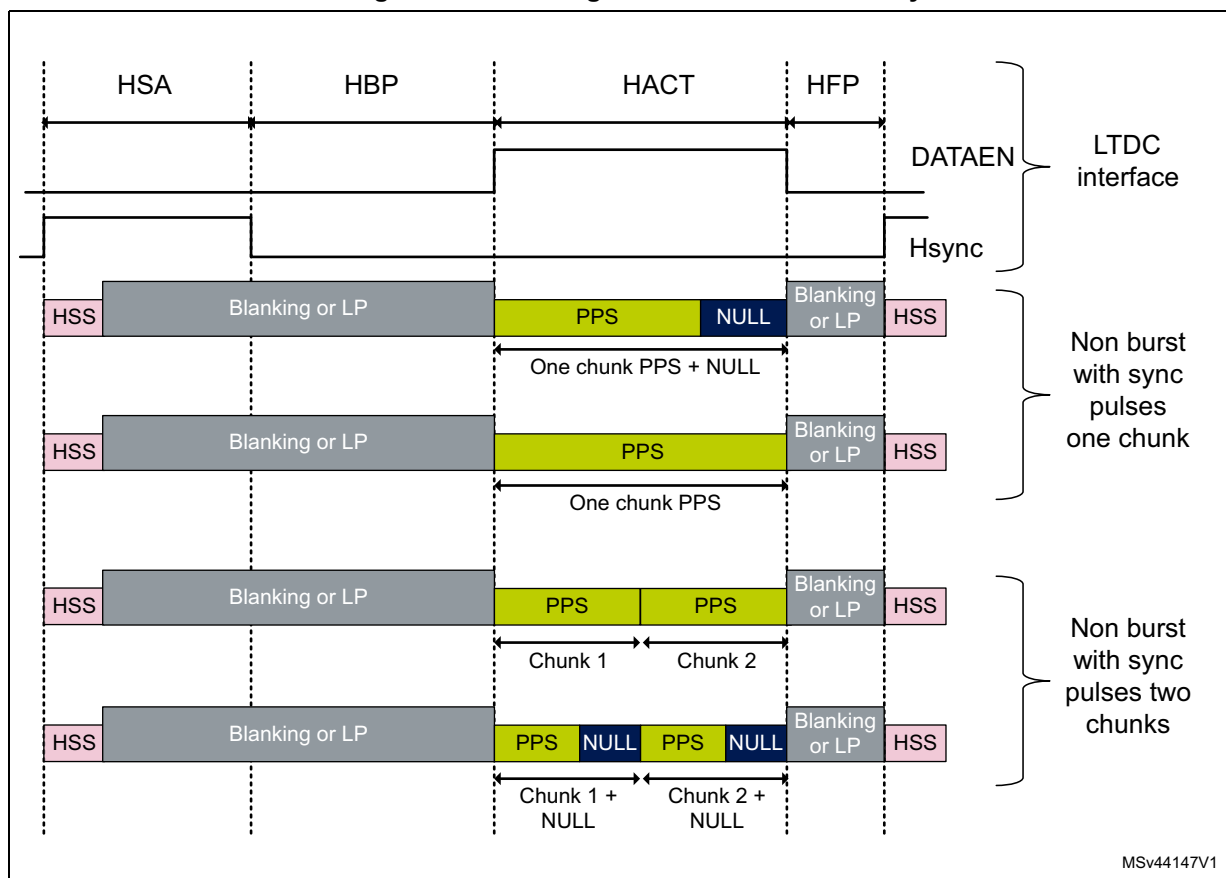 HSA HBP HACT HFP
DATAEN
LTDC
interface
Hsync
HSS Blanking or LP PPS NULL Blanking
or LP HSS
One chunk PPS + NULL
Non burst
with sync
pulses
one chunk
HSS Blanking or LP PPS Blanking
or LP HSS
One chunk PPS
HSS Blanking or LP PPS PPS Blanking
or LP HSS
Chunk 1 Chunk 2
Non burst
with sync
pulses two
chunks
HSS Blanking or LP PPS NULL PPS NULL Blanking
or LP HSS
Chunk 1 +
NULL
Chunk 2 +
NULL
MSv44147V1